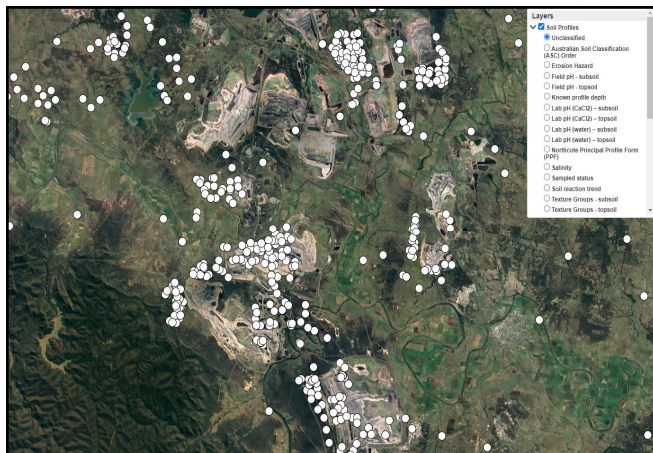 Layers
Soil Profiles
Unclassified
Australian Soil Classification
(ASC) Order
Erosion Hazard
Field pH - subsoil
Field pH - topsoil
Known profile depth
Lab pH (CaCl2) – subsoil
Lab pH (CaCl2) – topsoil
Lab pH (water) – subsoil
Lab pH (water) – topsoil
Northcote Principal Profile Form
(PPF)
Salinity
Sampled status
Soil reaction trend
Texture Groups - subsoil
Texture Groups - topsoil